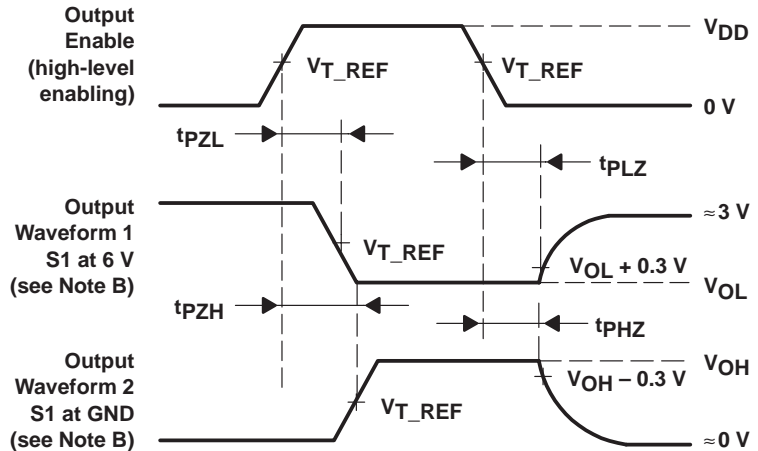 Output
Enable
(high-level
enabling)
VT_REF
VT_REF
VDD
0 V
tPZL
tPLZ
Output
Waveform 1
S1 at 6 V
(see Note B)
VT_REF
≈3 V
VOL + 0.3 V
VOL
tPZH
tPHZ
Output
Waveform 2
S1 at GND
(see Note B)
VT_REF
VOH
VOH – 0.3 V
≈0 V